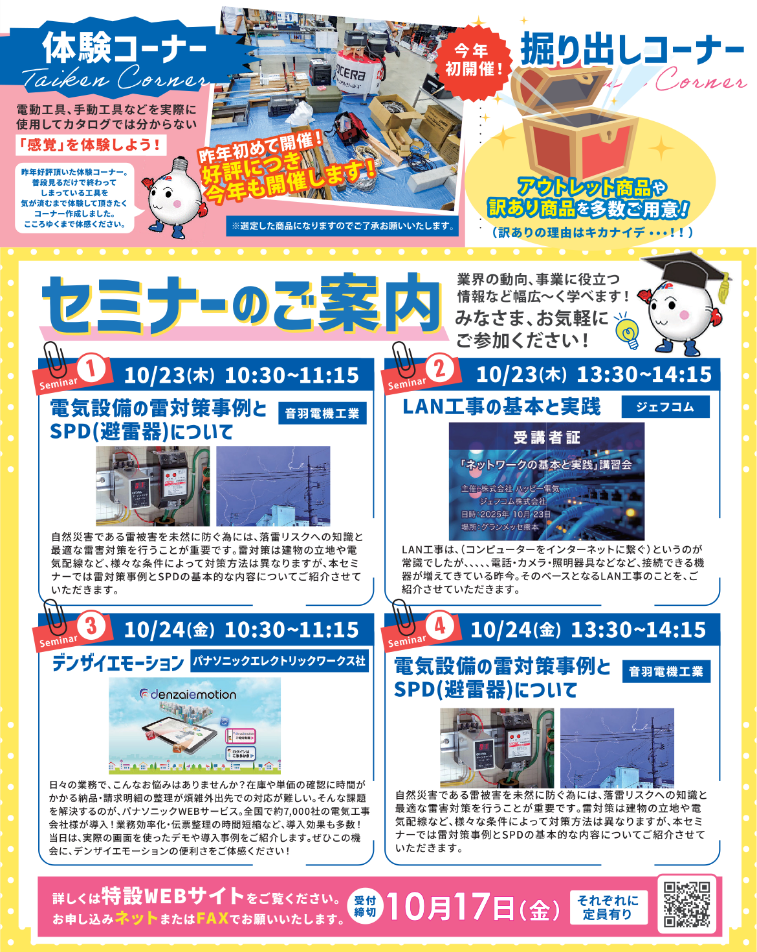 体験コーナー
Taiken Corner
電動工具、手動工具などを実際に
使用してカタログでは分からない
「感覚」を体験しよう!
昨年好評頂いた体験コーナー。
普段見るだけで終わって
しまっている工具を
気が済むまで体験して頂きたく
コーナー作成しました。
こころゆくまで体感ください。
KYOCERA
昨年初めて開催!
好評につき
今年も開催します!
※選定した商品になりますのでご了承お願いいたします。
今年
初開催!
掘り出しコーナー
Corner
アウトレット商品や
訳あり商品を多数ご用意!
(訳ありの理由はキカナイデ・・・!!)
セミナーのご案内
業界の動向、事業に役立つ
情報など幅広〜く学べます!
みなさま、お気軽に
ご参加ください!
Seminar 1
10/23(木) 10:30~11:15
電気設備の雷対策事例と
SPD(避雷器)について
音羽電機工業
自然災害である雷被害を未然に防ぐ為には、落雷リスクへの知識と
最適な雷害対策を行うことが重要です。雷対策は建物の立地や電
気配線など、様々な条件によって対策方法は異なりますが、本セミ
ナーでは雷対策事例とSPDの基本的な内容についてご紹介させて
いただきます。
Seminar 2
10/23(木) 13:30~14:15
LAN工事の基本と実践
ジェフコム
受講者証
「ネットワークの基本と実践」講習会
主催:株式会社 ハッピー電気
ジェフコム株式会社
日時:2025年 10月 23日
場所:グランメッセ熊本
LAN工事は、(コンピューターをインターネットに繋ぐ)というのが
常識でしたが、、、、、電話・カメラ・照明器具などなど、接続できる機
器が増えてきている昨今。そのベースとなるLAN工事のことを、ご
紹介させていただきます。
Seminar 3
10/24(金) 10:30~11:15
デンザイエモーション
パナソニックエレクトリックワークス社
denzaiemotion
日々の業務で、こんなお悩みはありませんか?在庫や単価の確認に時間が
かかる納品・請求明細の整理が煩雑外出先での対応が難しい。そんな課題
を解決するのが、パナソニックWEBサービス。全国で約7,000社の電気工事
会社様が導入!業務効率化・伝票整理の時間短縮など、導入効果も多数!
当日は、実際の画面を使ったデモや導入事例をご紹介します。ぜひこの機
会に、デンザイエモーションの便利さをご体感ください!
Seminar 4
10/24(金) 13:30~14:15
電気設備の雷対策事例と
SPD(避雷器)について
音羽電機工業
自然災害である雷被害を未然に防ぐ為には、落雷リスクへの知識と
最適な雷害対策を行うことが重要です。雷対策は建物の立地や電
気配線など、様々な条件によって対策方法は異なりますが、本セミ
ナーでは雷対策事例とSPDの基本的な内容についてご紹介させて
いただきます。
詳しくは特設WEBサイトをご覧ください。
お申し込みネットまたはFAXでお願いいたします。
受付
締切
10月17日(金)
それぞれに
定員有り